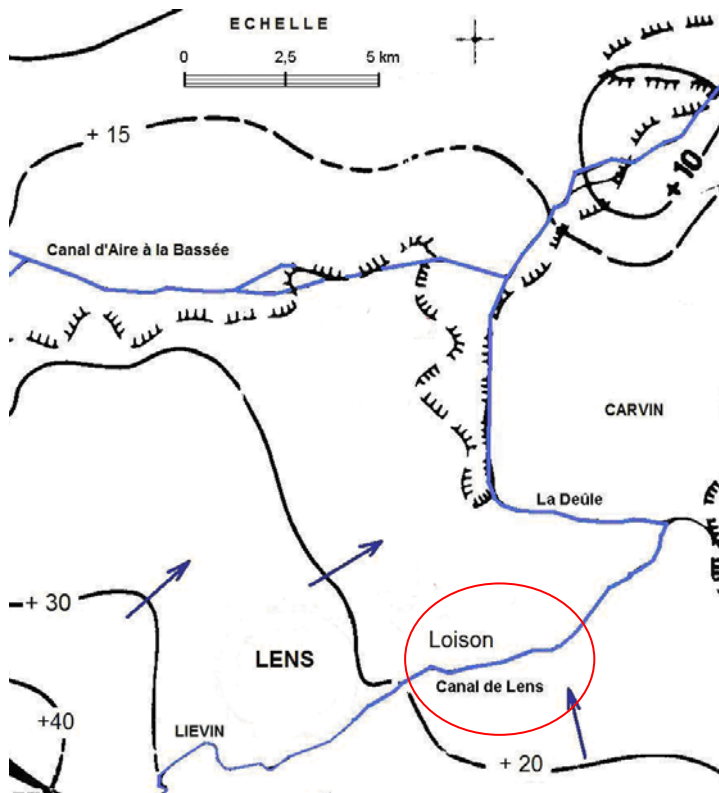 ECHELLE
0 2,5 5 km
+ 15
+ 10
Canal d'Aire à la Bassée
CARVIN
La Deûle
+ 30
Loison
LENS
Canal de Lens
+40
LIEVIN
+ 20